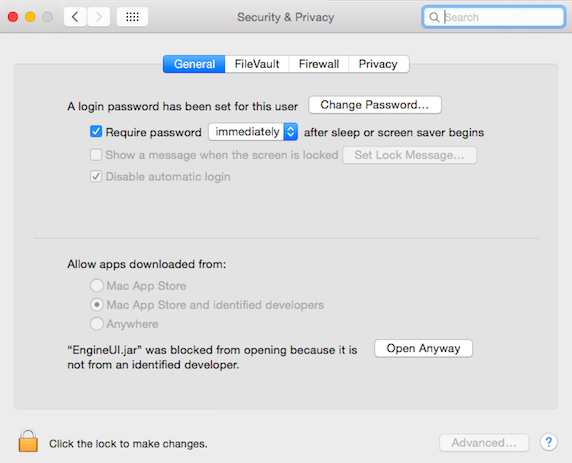 Security & Privacy
Search
General FileVault Firewall Privacy
A login password has been set for this user Change Password...
Require password immediately after sleep or screen saver begins
Show a message when the screen is locked Set Lock Message...
Disable automatic login
Allow apps downloaded from:
Mac App Store
Mac App Store and identified developers
Anywhere
“EngineUI.jar” was blocked from opening because it is Open Anyway
not from an identified developer.
Click the lock to make changes. Advanced... ?